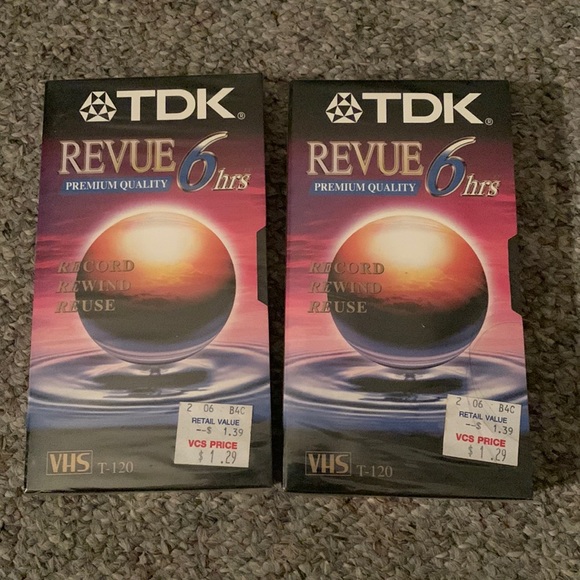 TDK®
REVUE 6hrs
PREMIUM QUALITY
RECORD
REWIND
REUSE
2 06 B4C
RETAIL VALUE
--$ 1.39
VCS PRICE
$1.29
VHS T-120
TDK®
REVUE 6hrs
PREMIUM QUALITY
RECORD
REWIND
REUSE
2 06 B4C
RETAIL VALUE
--$ 1.39
VCS PRICE
$1.29
VHS T-120